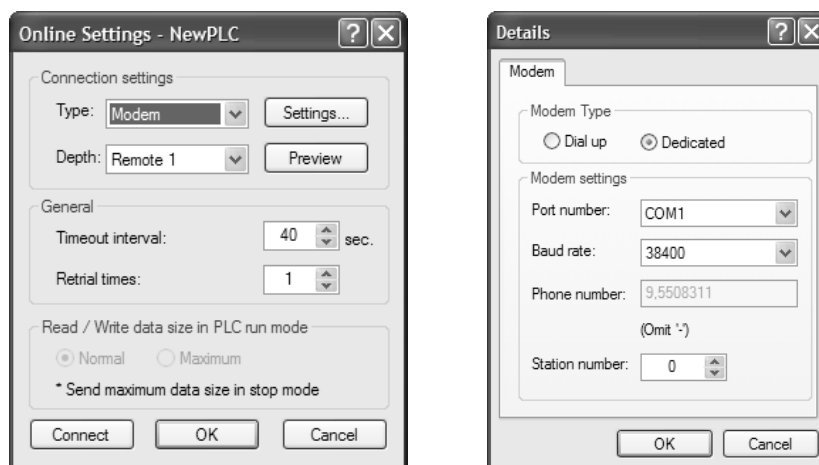 Online Settings - NewPLC
Connection settings
Type: Modem Settings...
Depth: Remote 1 Preview
General
Timeout interval: 40 sec.
Retrial times: 1
Read / Write data size in PLC run mode
Normal Maximum
* Send maximum data size in stop mode
Connect OK Cancel
Details
Modem
Modem Type
Dial up Dedicated
Modem settings
Port number: COM1
Baud rate: 38400
Phone number: 9,5508311
(Omit '-')
Station number: 0
OK Cancel